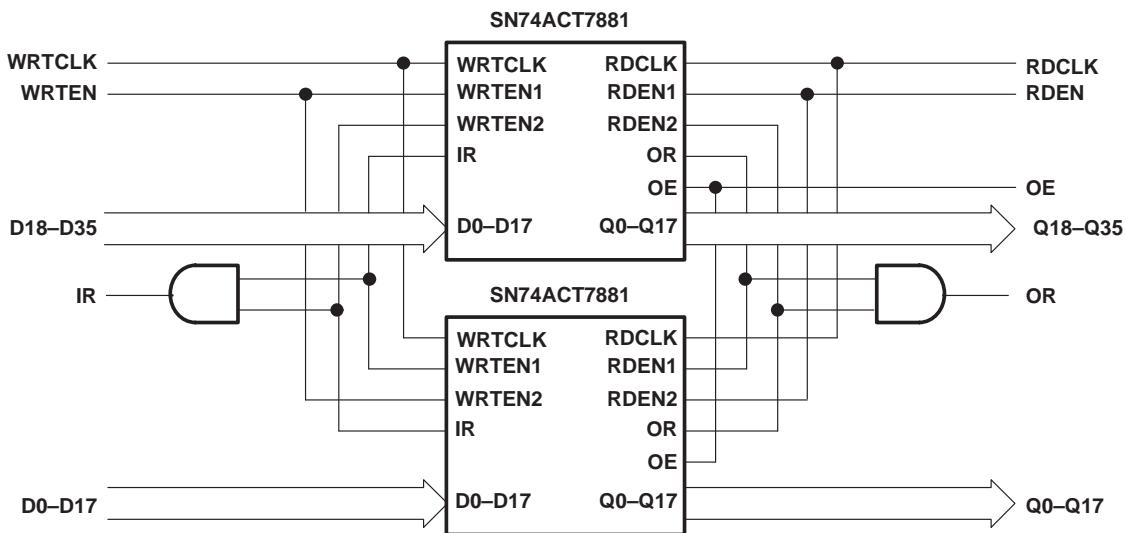 SN74ACT7881
WRTCLK
WRTEN
WRTCLK
WRTEN1
WRTEN2
IR
D0–D17
RDCLK
RDEN1
RDEN2
OR
OE
Q0–Q17
RDCLK
RDEN
OE
Q18–Q35
D18–D35
IR
OR
SN74ACT7881
WRTCLK
WRTEN1
WRTEN2
IR
D0–D17
RDCLK
RDEN1
RDEN2
OR
OE
Q0–Q17
D0–D17
Q0–Q17